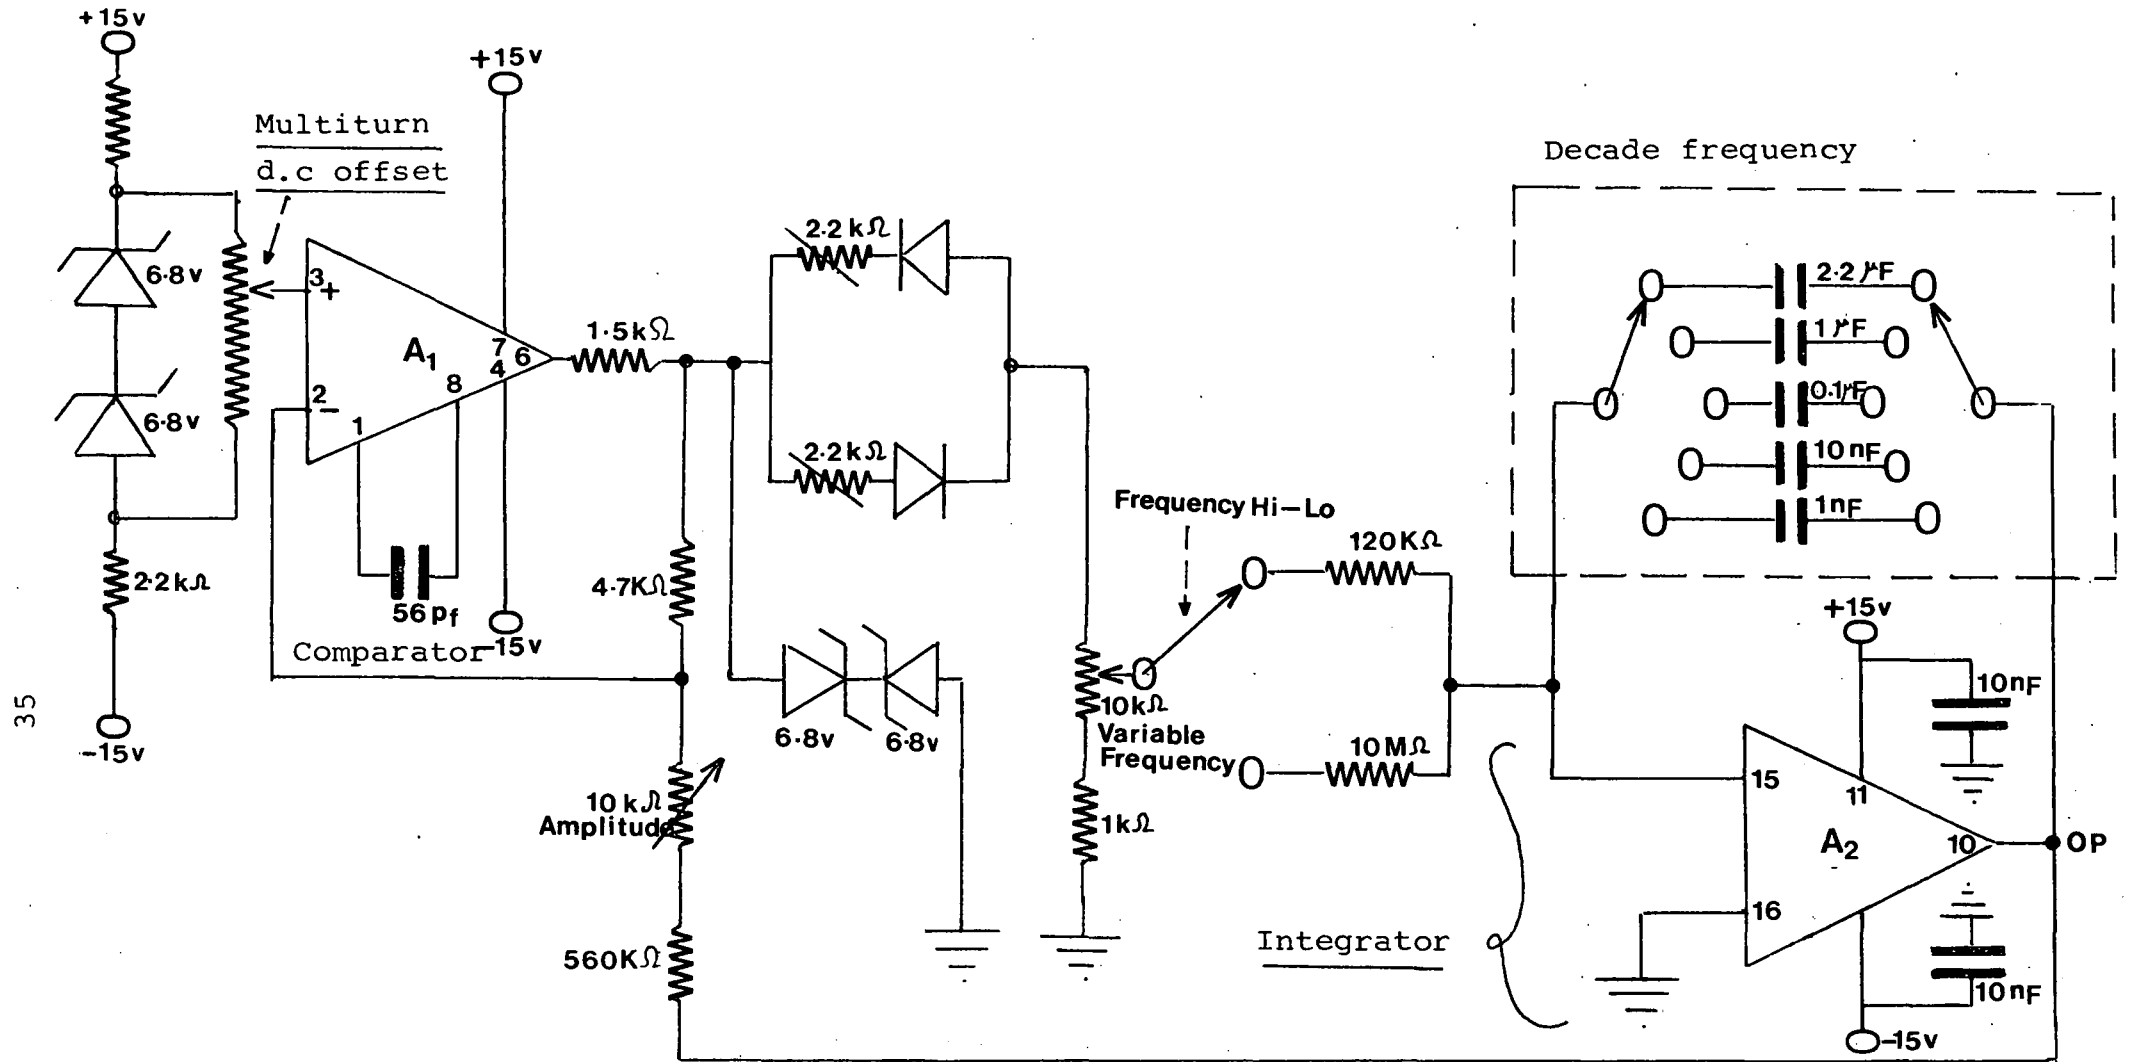 +15v
+15v
Multiturn
d.c offset
6·8v
6·8v
2·2kΩ
-15v
3
+
2
-
A1
7
6
4
8
1
56pf
-15v
Comparator
1·5kΩ
2.2kΩ
2.2kΩ
4·7KΩ
6·8v
6·8v
10kΩ
Amplitude
560KΩ
Frequency Hi-Lo
10kΩ
Variable
Frequency
1kΩ
120KΩ
10MΩ
Integrator
Decade frequency
2·2µF
1µF
0.1µF
10nF
1nF
+15v
10nF
15
11
A2
10
OP
16
10nF
-15v
35